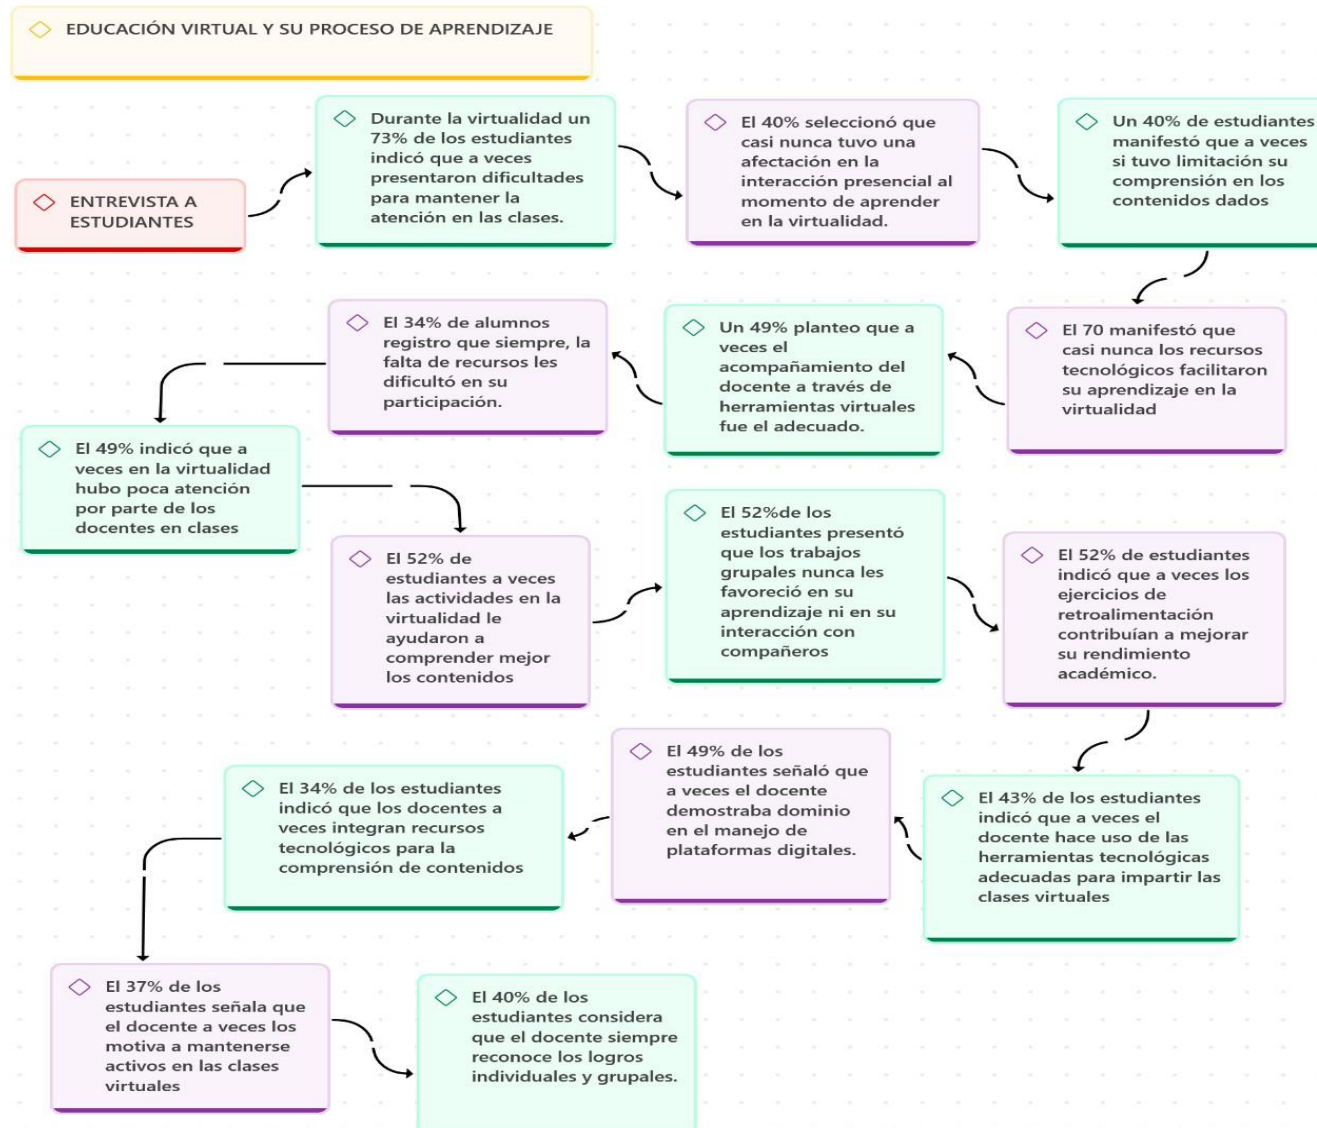 EDUCACIÓN VIRTUAL Y SU PROCESO DE APRENDIZAJE
ENTREVISTA A
ESTUDIANTES
Durante la virtualidad un
73% de los estudiantes
indicó que a veces
presentaron dificultades
para mantener la
atención en las clases.
El 40% seleccionó que
casi nunca tuvo una
afectación en la
interacción presencial al
momento de aprender
en la virtualidad.
Un 40% de estudiantes
manifestó que a veces
si tuvo limitación su
comprensión en los
contenidos dados
El 70 manifestó que
casi nunca los recursos
tecnológicos facilitaron
su aprendizaje en la
virtualidad
Un 49% planteo que a
veces el
acompañamiento del
docente a través de
herramientas virtuales
fue el adecuado.
El 34% de alumnos
registro que siempre, la
falta de recursos les
dificultó en su
participación.
El 49% indicó que a
veces en la virtualidad
hubo poca atención
por parte de los
docentes en clases
El 52% de
estudiantes a veces
las actividades en la
virtualidad le
ayudaron a
comprender mejor
los contenidos
El 52%de los
estudiantes presentó
que los trabajos
grupales nunca les
favoreció en su
aprendizaje ni en su
interacción con
compañeros
El 52% de estudiantes
indicó que a veces los
ejercicios de
retroalimentación
contribuían a mejorar
su rendimiento
académico.
El 43% de los estudiantes
indicó que a veces el
docente hace uso de las
herramientas tecnológicas
adecuadas para impartir las
clases virtuales
El 49% de los
estudiantes señaló que
a veces el docente
demostraba dominio
en el manejo de
plataformas digitales.
El 34% de los estudiantes
indicó que los docentes a
veces integran recursos
tecnológicos para la
comprensión de contenidos
El 37% de los
estudiantes señala que
el docente a veces los
motiva a mantenerse
activos en las clases
virtuales
El 40% de los
estudiantes considera
que el docente siempre
reconoce los logros
individuales y grupales.